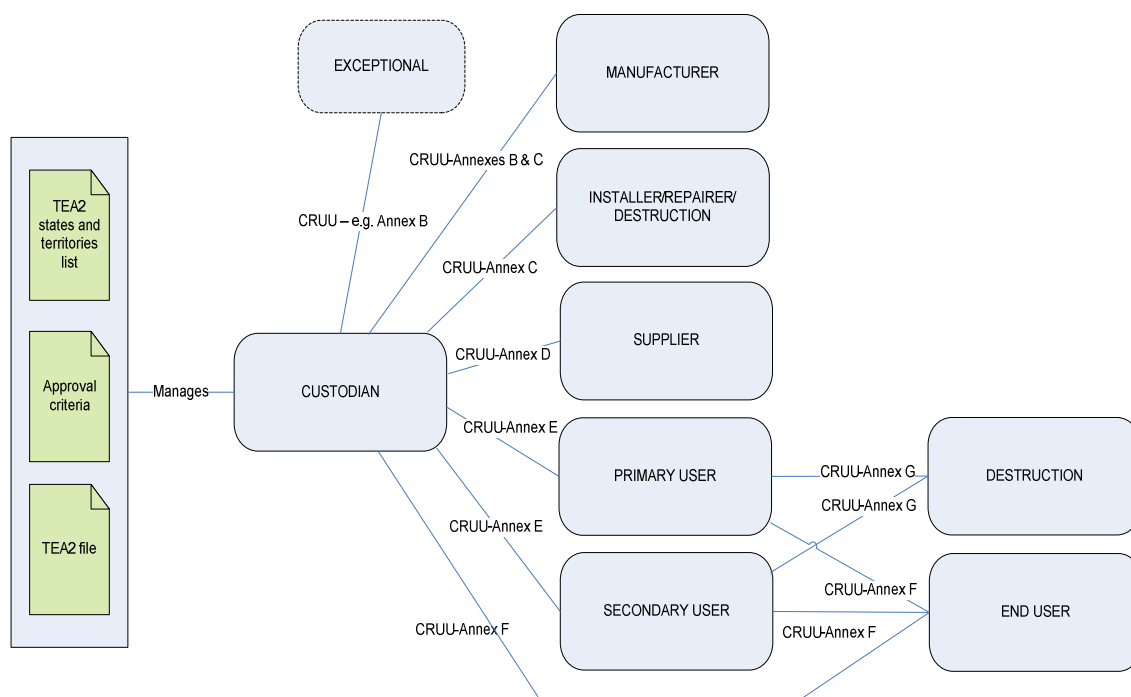 EXCEPTIONAL
MANUFACTURER
CRUU-Annexes B & C
TEA2
states and
territories
list
INSTALLER/REPAIRER/
DESTRUCTION
CRUU – e.g. Annex B
CRUU-Annex C
SUPPLIER
CRUU-Annex D
Approval
criteria
Manages
CUSTODIAN
CRUU-Annex E
PRIMARY USER
CRUU-Annex G
DESTRUCTION
CRUU-Annex G
TEA2 file
CRUU-Annex E
CRUU-Annex F
SECONDARY USER
END USER
CRUU-Annex F
CRUU-Annex F